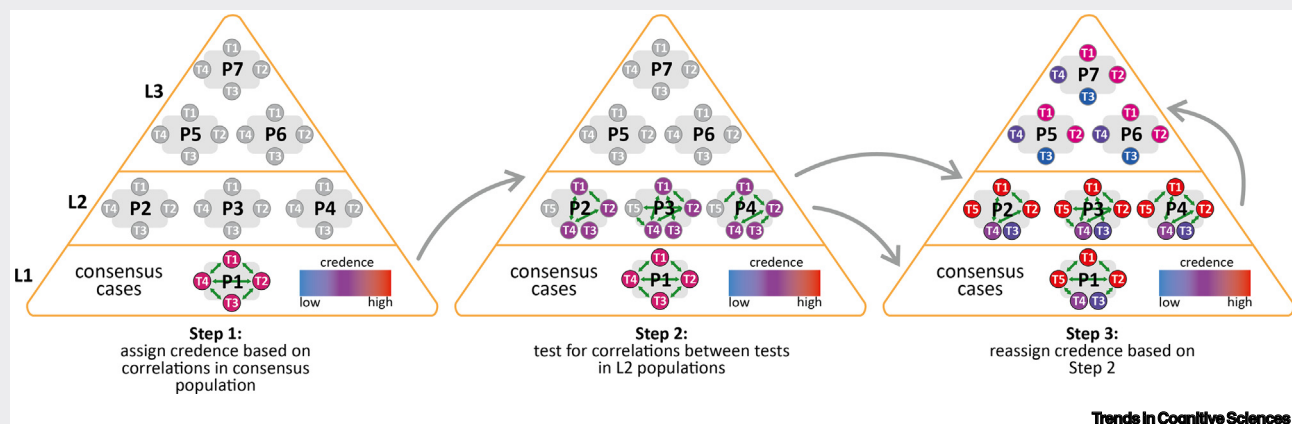 T1
T4 P7 T2
T3
L3
T1 T1
T4 P5 T2 T4 P6 T2
T3 T3
T1 T1 T1
L2
T4 P2 T2 T4 P3 T2 T4 P4 T2
T3 T3 T3
L1
consensus
cases
T1
T4 P1 T2
T3
credence
low high
Step 1:
assign credence based on
correlations in consensus
population
T1
T4 P7 T2
T3
T1 T1
T4 P5 T2 T4 P6 T2
T3 T3
T1 T1 T1
T5 P2 T2 T5 P3 T2 T5 P4 T2
T4 T3 T4 T3 T4 T3
consensus
cases
T1
T4 P1 T2
T3
credence
low high
Step 2:
test for correlations between tests
in L2 populations
T1
T4 P7 T2
T3
T1 T1
T4 P5 T2 T4 P6 T2
T3 T3
T1 T1 T1
T5 P2 T2 T5 P3 T2 T5 P4 T2
T4 T3 T4 T3 T4 T3
consensus
cases
T1
T5 P1 T2
T4 T3
credence
low high
Step 3:
reassign credence based on
Step 2
Trends in Cognitive Sciences